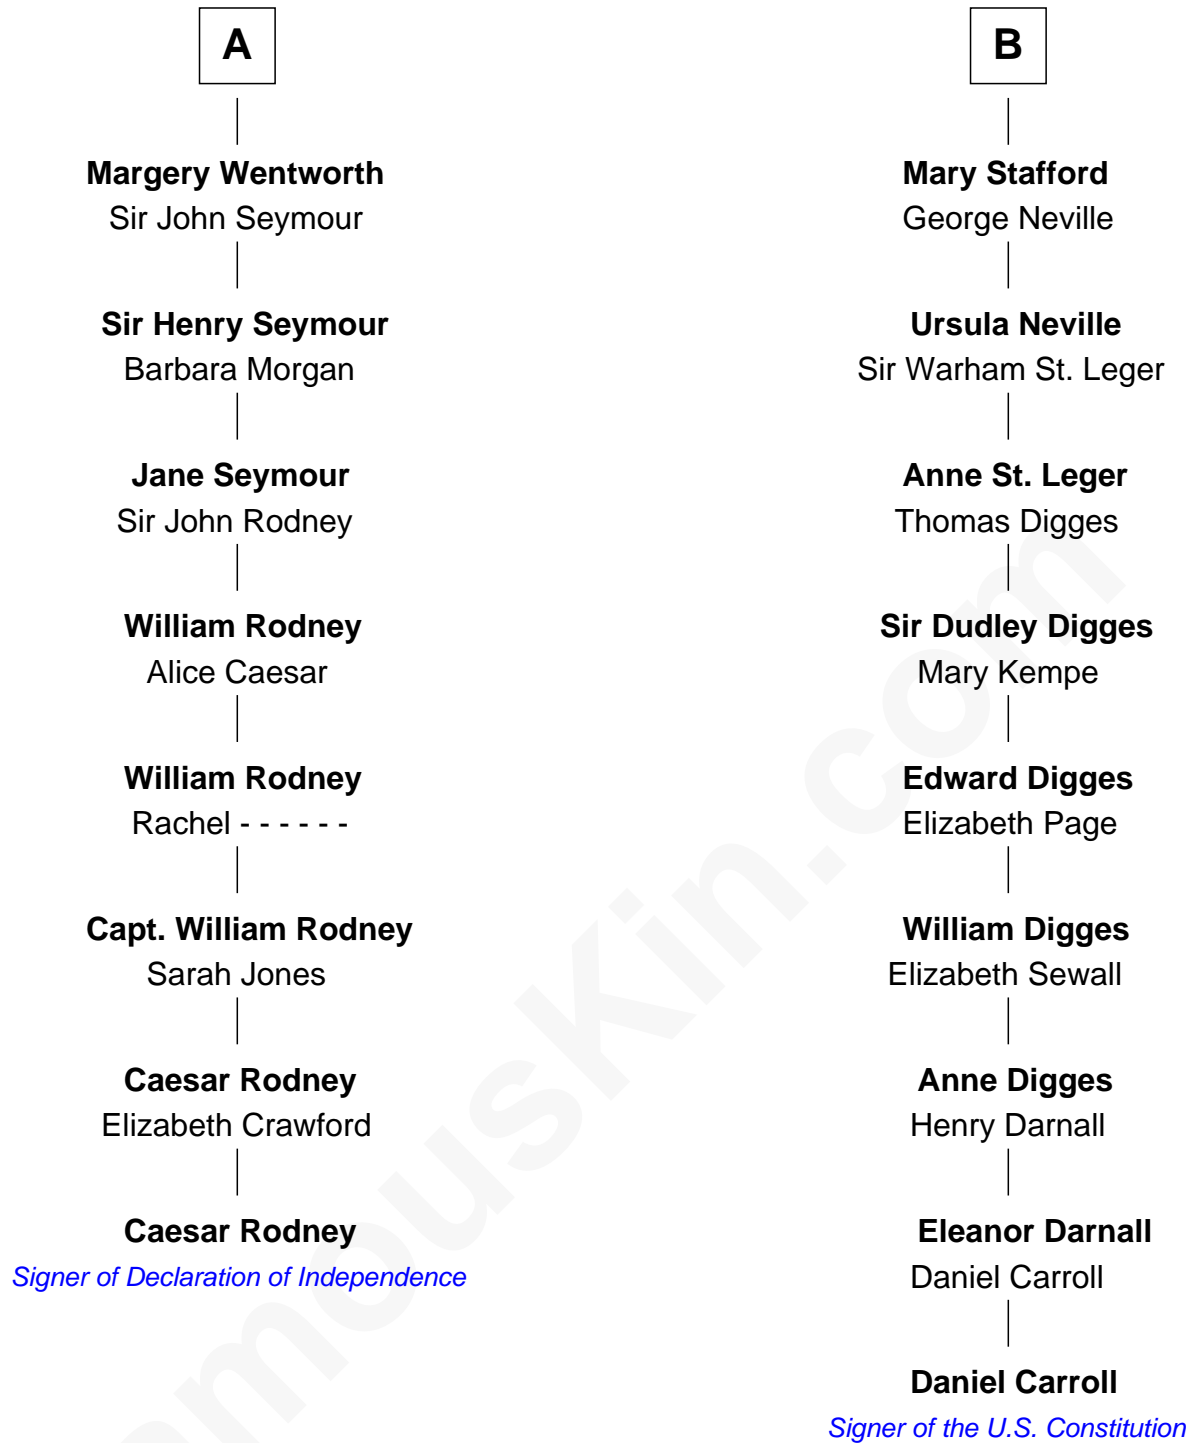 A
Margery Wentworth
Sir John Seymour
Sir Henry Seymour
Barbara Morgan
Jane Seymour
Sir John Rodney
William Rodney
Alice Caesar
William Rodney
Rachel - - - - - -
Capt. William Rodney
Sarah Jones
Caesar Rodney
Elizabeth Crawford
Caesar Rodney
Signer of Declaration of Independence
B
Mary Stafford
George Neville
Ursula Neville
Sir Warham St. Leger
Anne St. Leger
Thomas Digges
Sir Dudley Digges
Mary Kempe
Edward Digges
Elizabeth Page
William Digges
Elizabeth Sewall
Anne Digges
Henry Darnall
Eleanor Darnall
Daniel Carroll
Daniel Carroll
Signer of the U.S. Constitution
amouskin.com